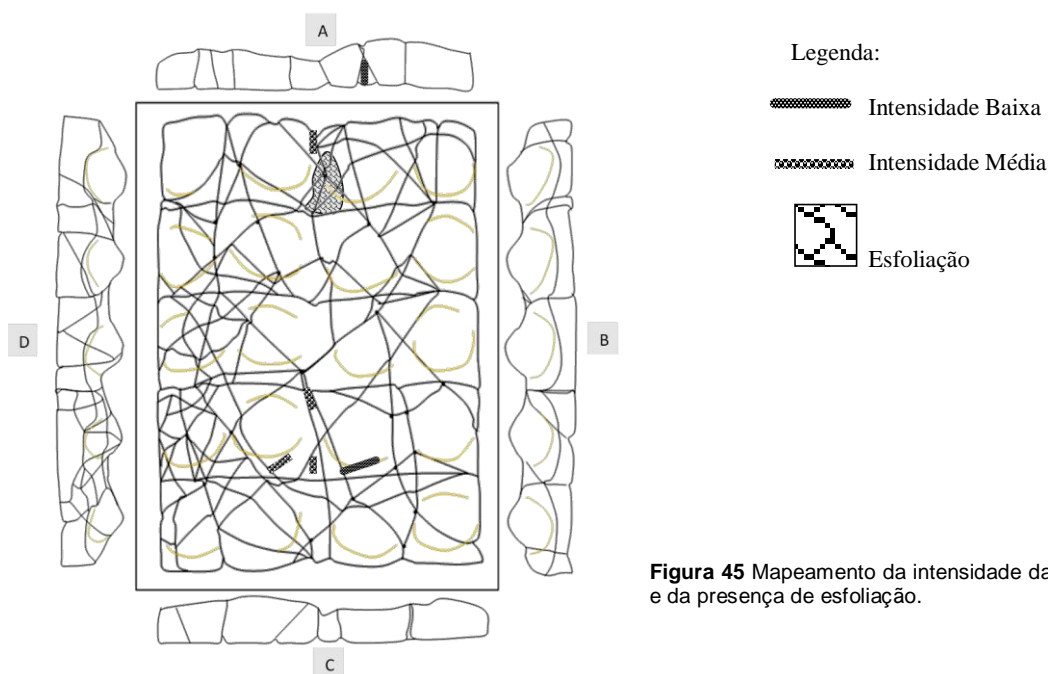 A
Legenda:
Intensidade Baixa
Intensidade Média
Esfoliação
D
B
Figura 45 Mapeamento da intensidade da
e da presença de esfoliação.
C